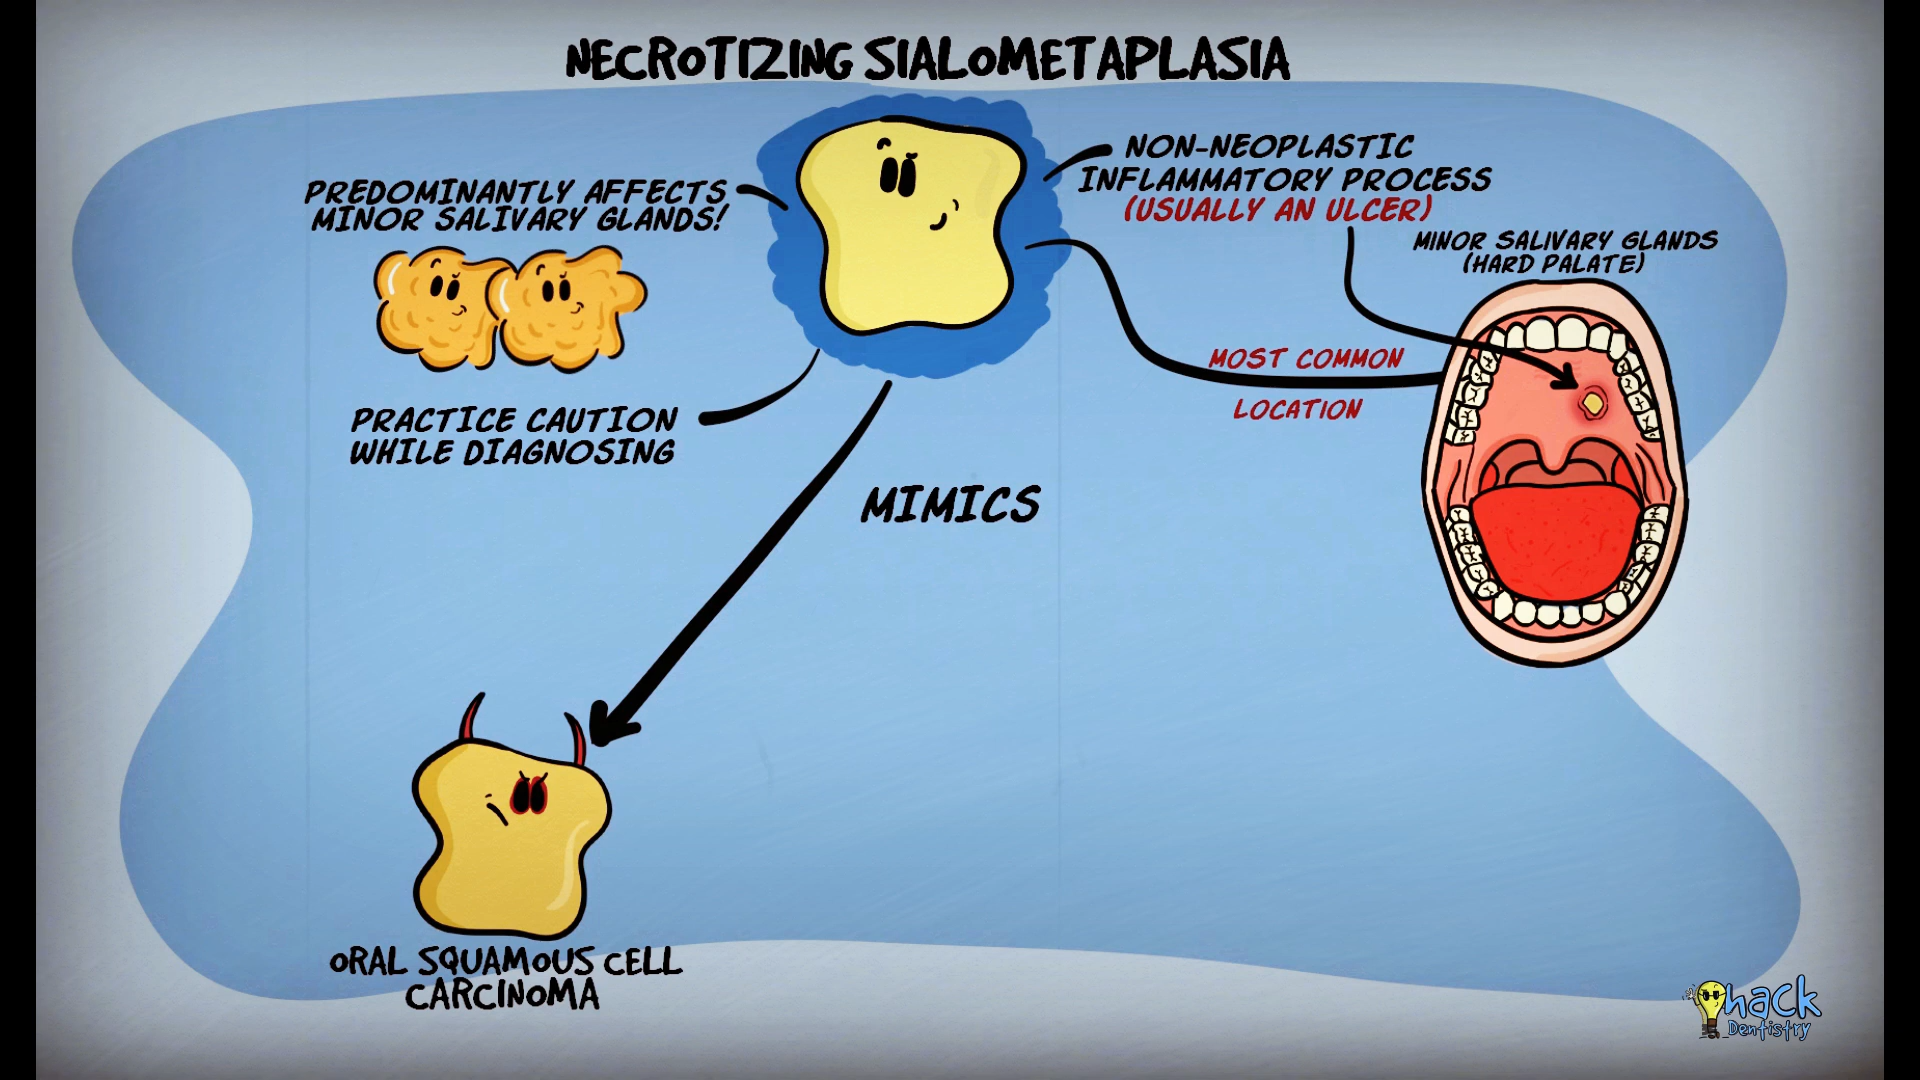 NECROTIZING SIALOMETAPLASIA
PREDOMINANTLY AFFECTS
MINOR SALIVARY GLANDS!
NON-NEOPLASTIC
INFLAMMATORY PROCESS
(USUALLY AN ULCER)
MINOR SALIVARY GLANDS
(HARD PALATE)
MOST COMMON
LOCATION
PRACTICE CAUTION
WHILE DIAGNOSING
MIMICS
ORAL SQUAMOUS CELL
CARCINOMA
hack
Dentistry